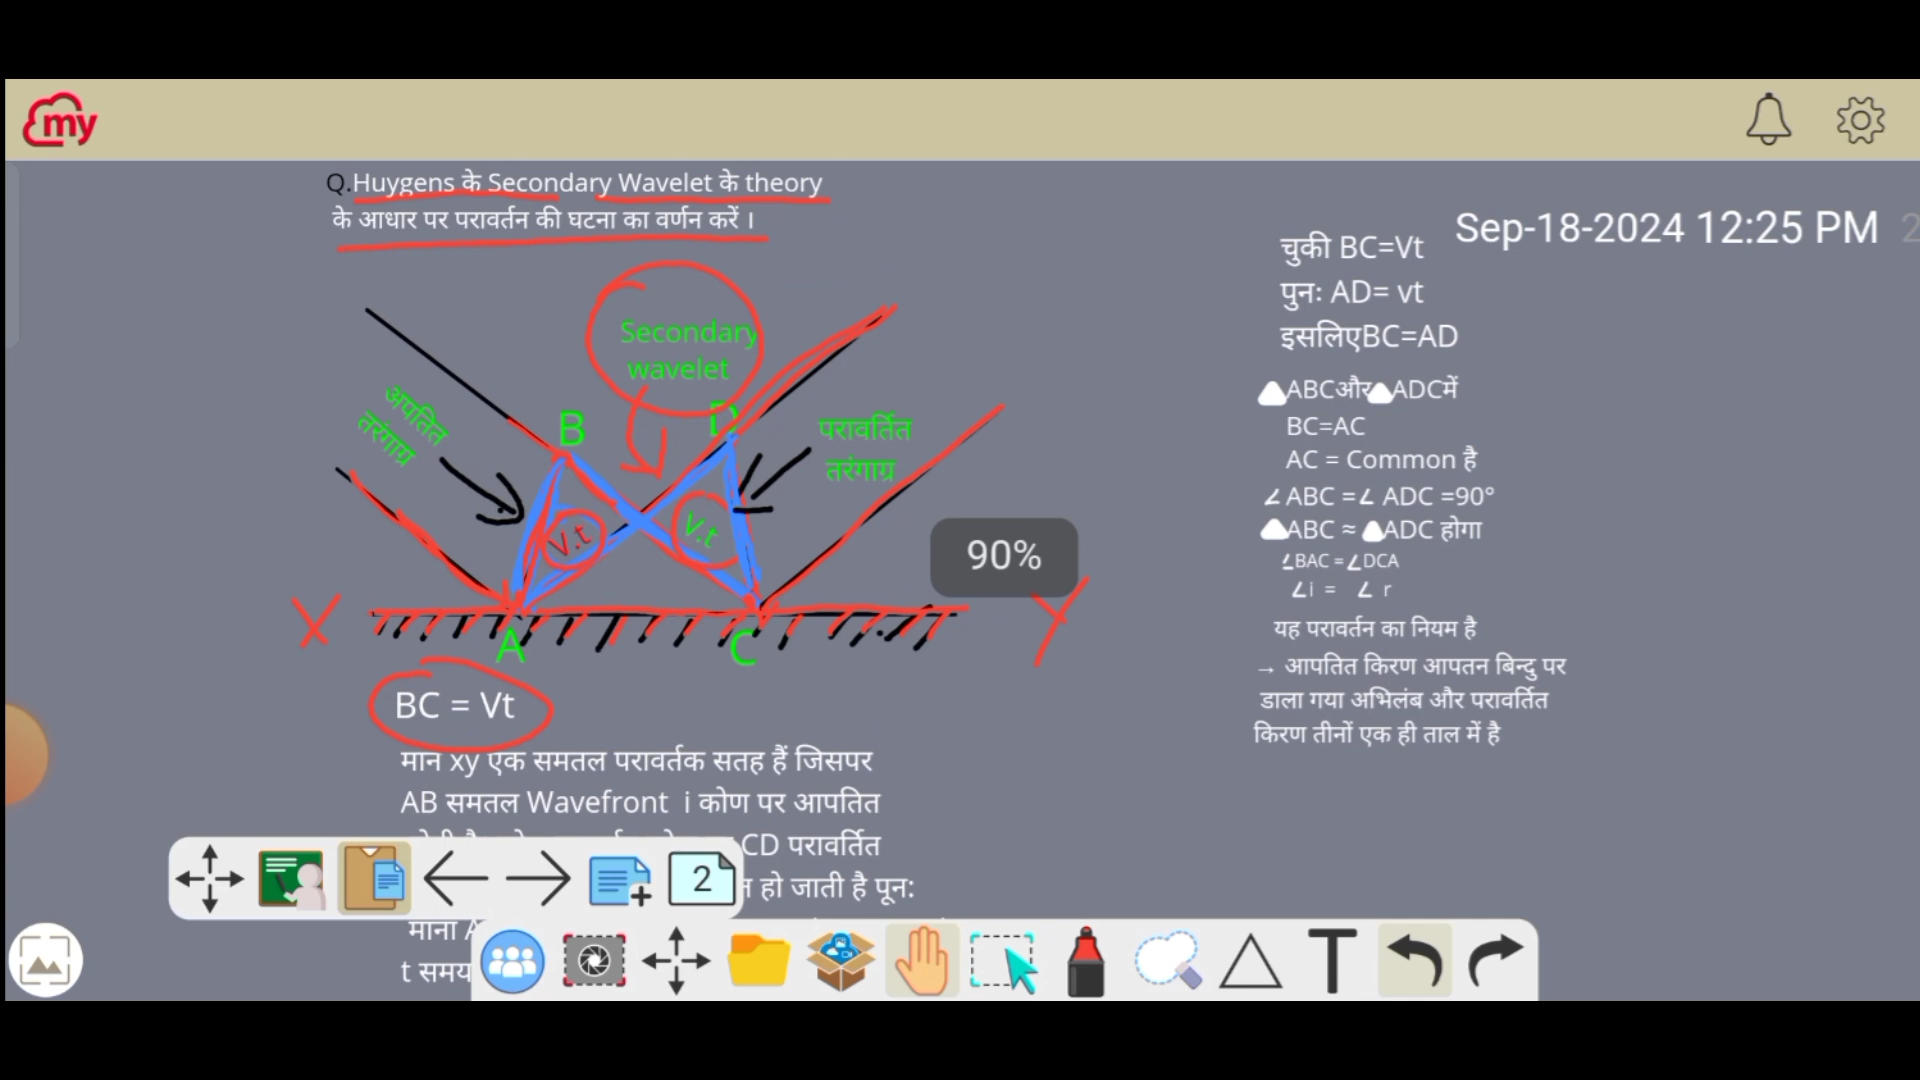 my
Q.Huygens के Secondary Wavelet के theory
के आधार पर परावर्तन की घटना का वर्णन करें ।
Sep-18-2024 12:25 PM 2
Secondary
wavelet
अपतित
तरंगाग्र
B
D
परावर्तित
तरंगाग्र
V.t
V.t
90%
X
Y
A
C
BC = Vt
मान xy एक समतल परावर्तक सतह हैं जिसपर
AB समतल Wavefront i कोण पर आपतित
CD परावर्तित
हो जाती है पून:
माना
t समय
चुकी BC=Vt
पुनः AD= vt
इसलिएBC=AD
ABCऔर ADCमें
BC=AC
AC = Common है
∠ ABC =∠ ADC =90°
ABC ≈ ADC होगा
∠BAC =∠DCA
∠i = ∠ r
यह परावर्तन का नियम है
→ आपतित किरण आपतन बिन्दु पर
डाला गया अभिलंब और परावर्तित
किरण तीनों एक ही ताल में है
2
T